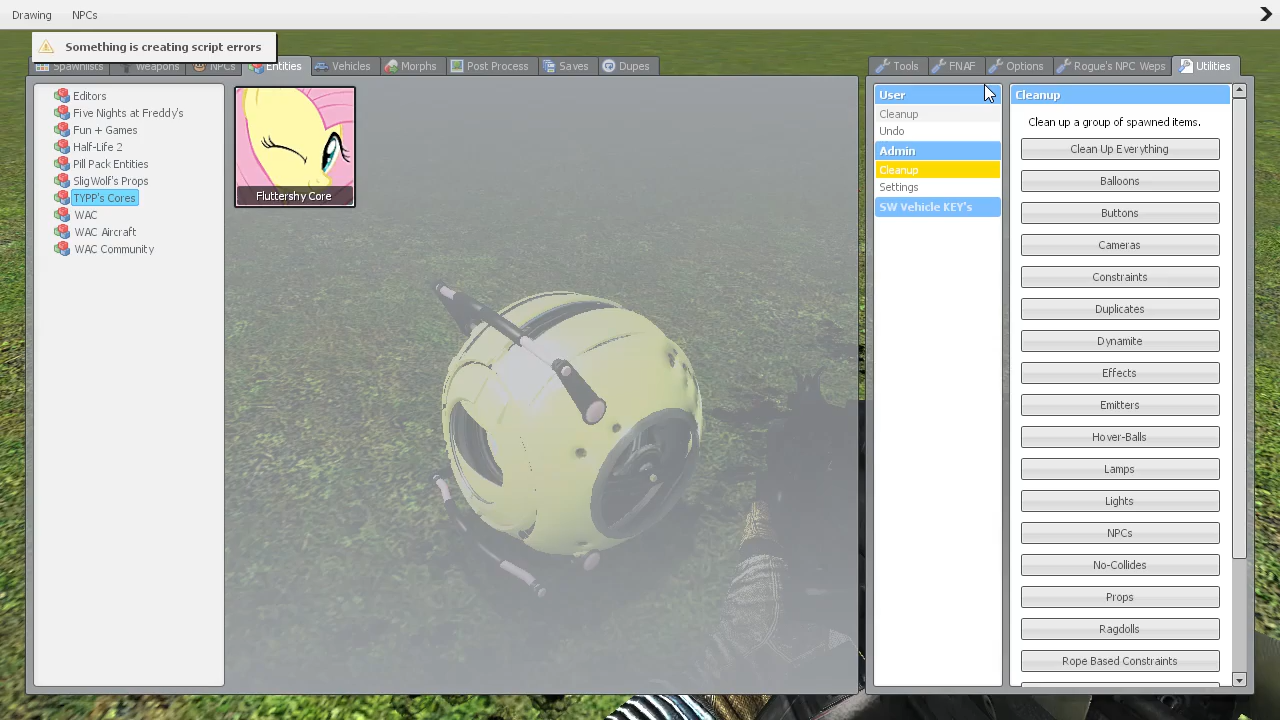 Drawing NPCs
Something is creating script errors
Spawnlists Weapons NPCs Entities Vehicles Morphs Post Process Saves Dupes
Tools FNAF Options Rogue's NPC Weps Utilities
Editors
Five Nights at Freddy's
Fun + Games
Half-Life 2
Pill Pack Entities
SligWolf's Props
TYPP's Cores
WAC
WAC Aircraft
WAC Community
Fluttershy Core
User
Cleanup
Undo
Admin
Cleanup
Settings
SW Vehicle KEY's
Cleanup
Clean up a group of spawned items.
Clean Up Everything
Balloons
Buttons
Cameras
Constraints
Duplicates
Dynamite
Effects
Emitters
Hover-Balls
Lamps
Lights
NPCs
No-Collides
Props
Ragdolls
Rope Based Constraints